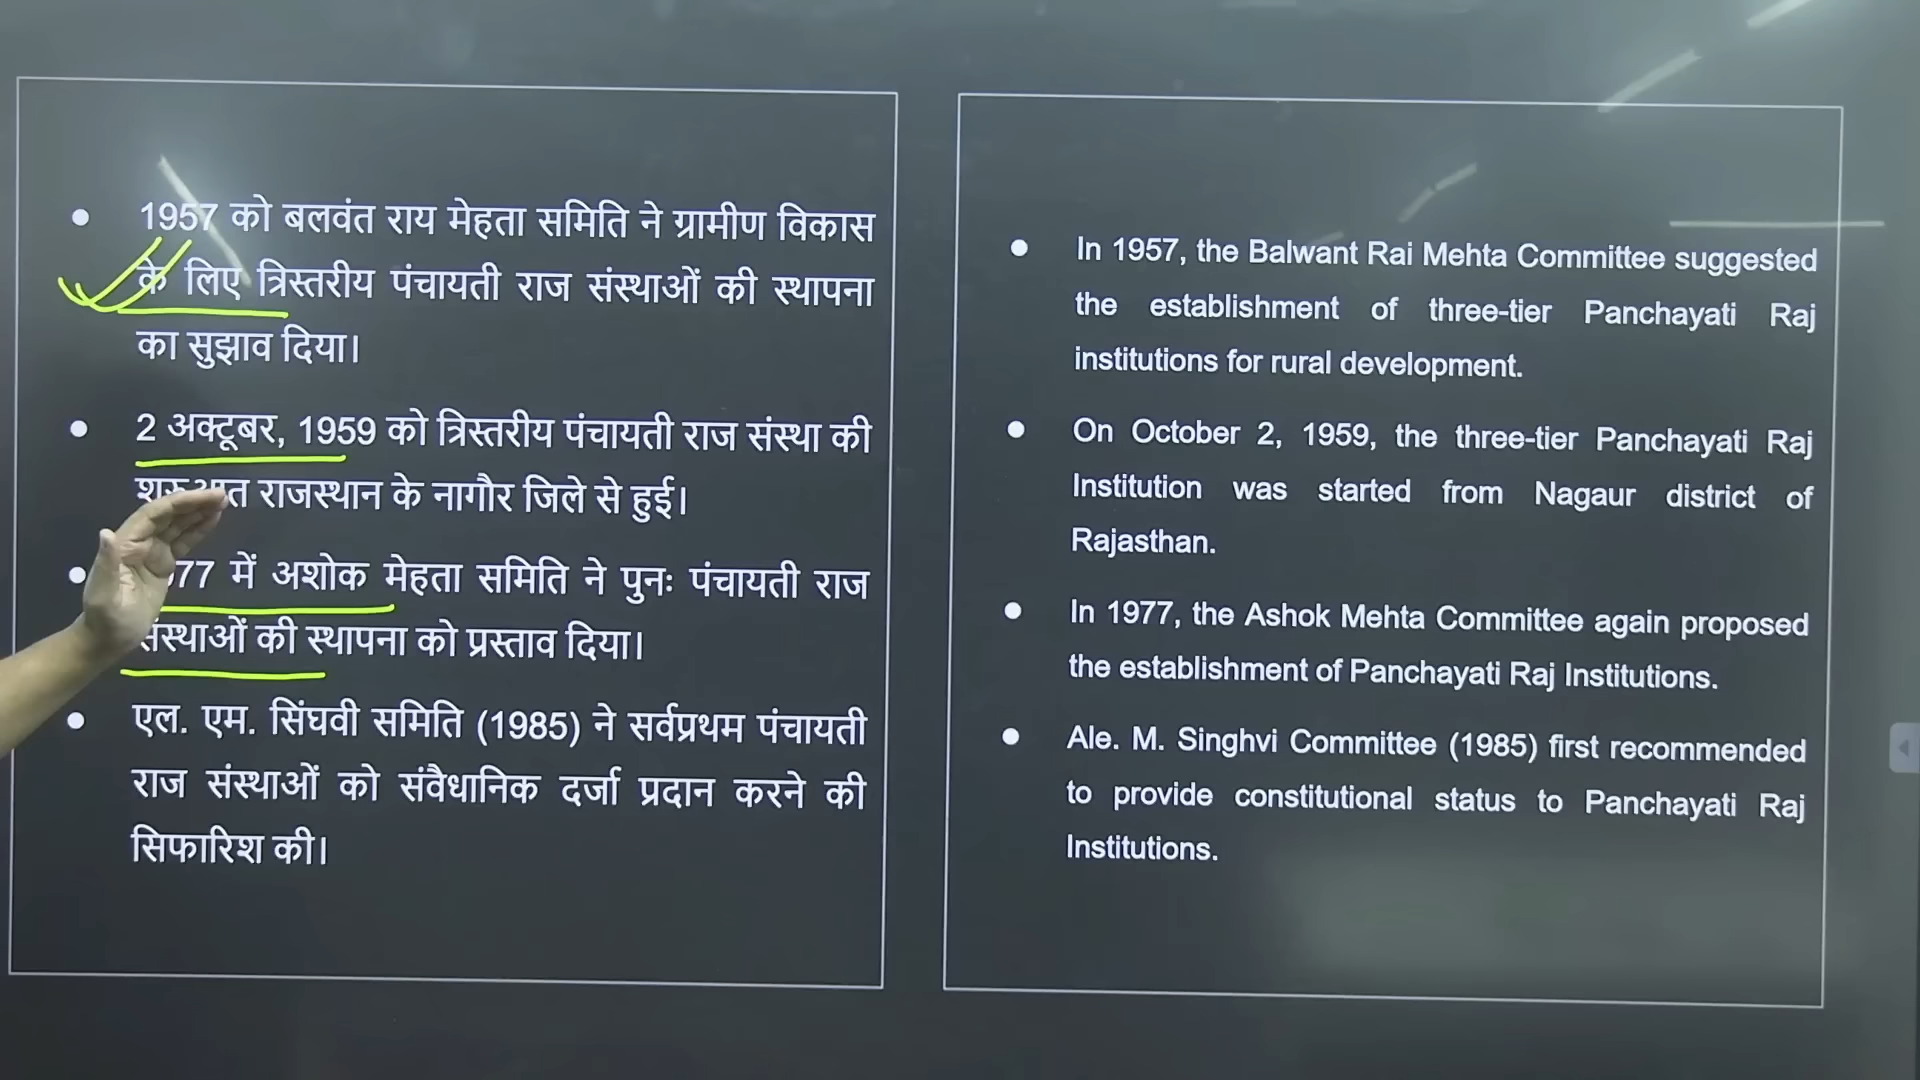 1957 को बलवंत राय मेहता समिति ने ग्रामीण विकास
के लिए त्रिस्तरीय पंचायती राज संस्थाओं की स्थापना
का सुझाव दिया।
2 अक्टूबर, 1959 को त्रिस्तरीय पंचायती राज संस्था की
राजस्थान के नागौर जिले से हुई।
में अशोक मेहता समिति ने पुनः पंचायती राज
संस्थाओं की स्थापना को प्रस्ताव दिया।
एल. एम. सिंघवी समिति (1985) ने सर्वप्रथम पंचायती
राज संस्थाओं को संवैधानिक दर्जा प्रदान करने की
सिफारिश की।
In 1957, the Balwant Rai Mehta Committee suggested
the establishment of three-tier Panchayati Raj
institutions for rural development.
On October 2, 1959, the three-tier Panchayati Raj
Institution was started from Nagaur district of
Rajasthan.
In 1977, the Ashok Mehta Committee again proposed
the establishment of Panchayati Raj Institutions.
Ale. M. Singhvi Committee (1985) first recommended
to provide constitutional status to Panchayati Raj
Institutions.